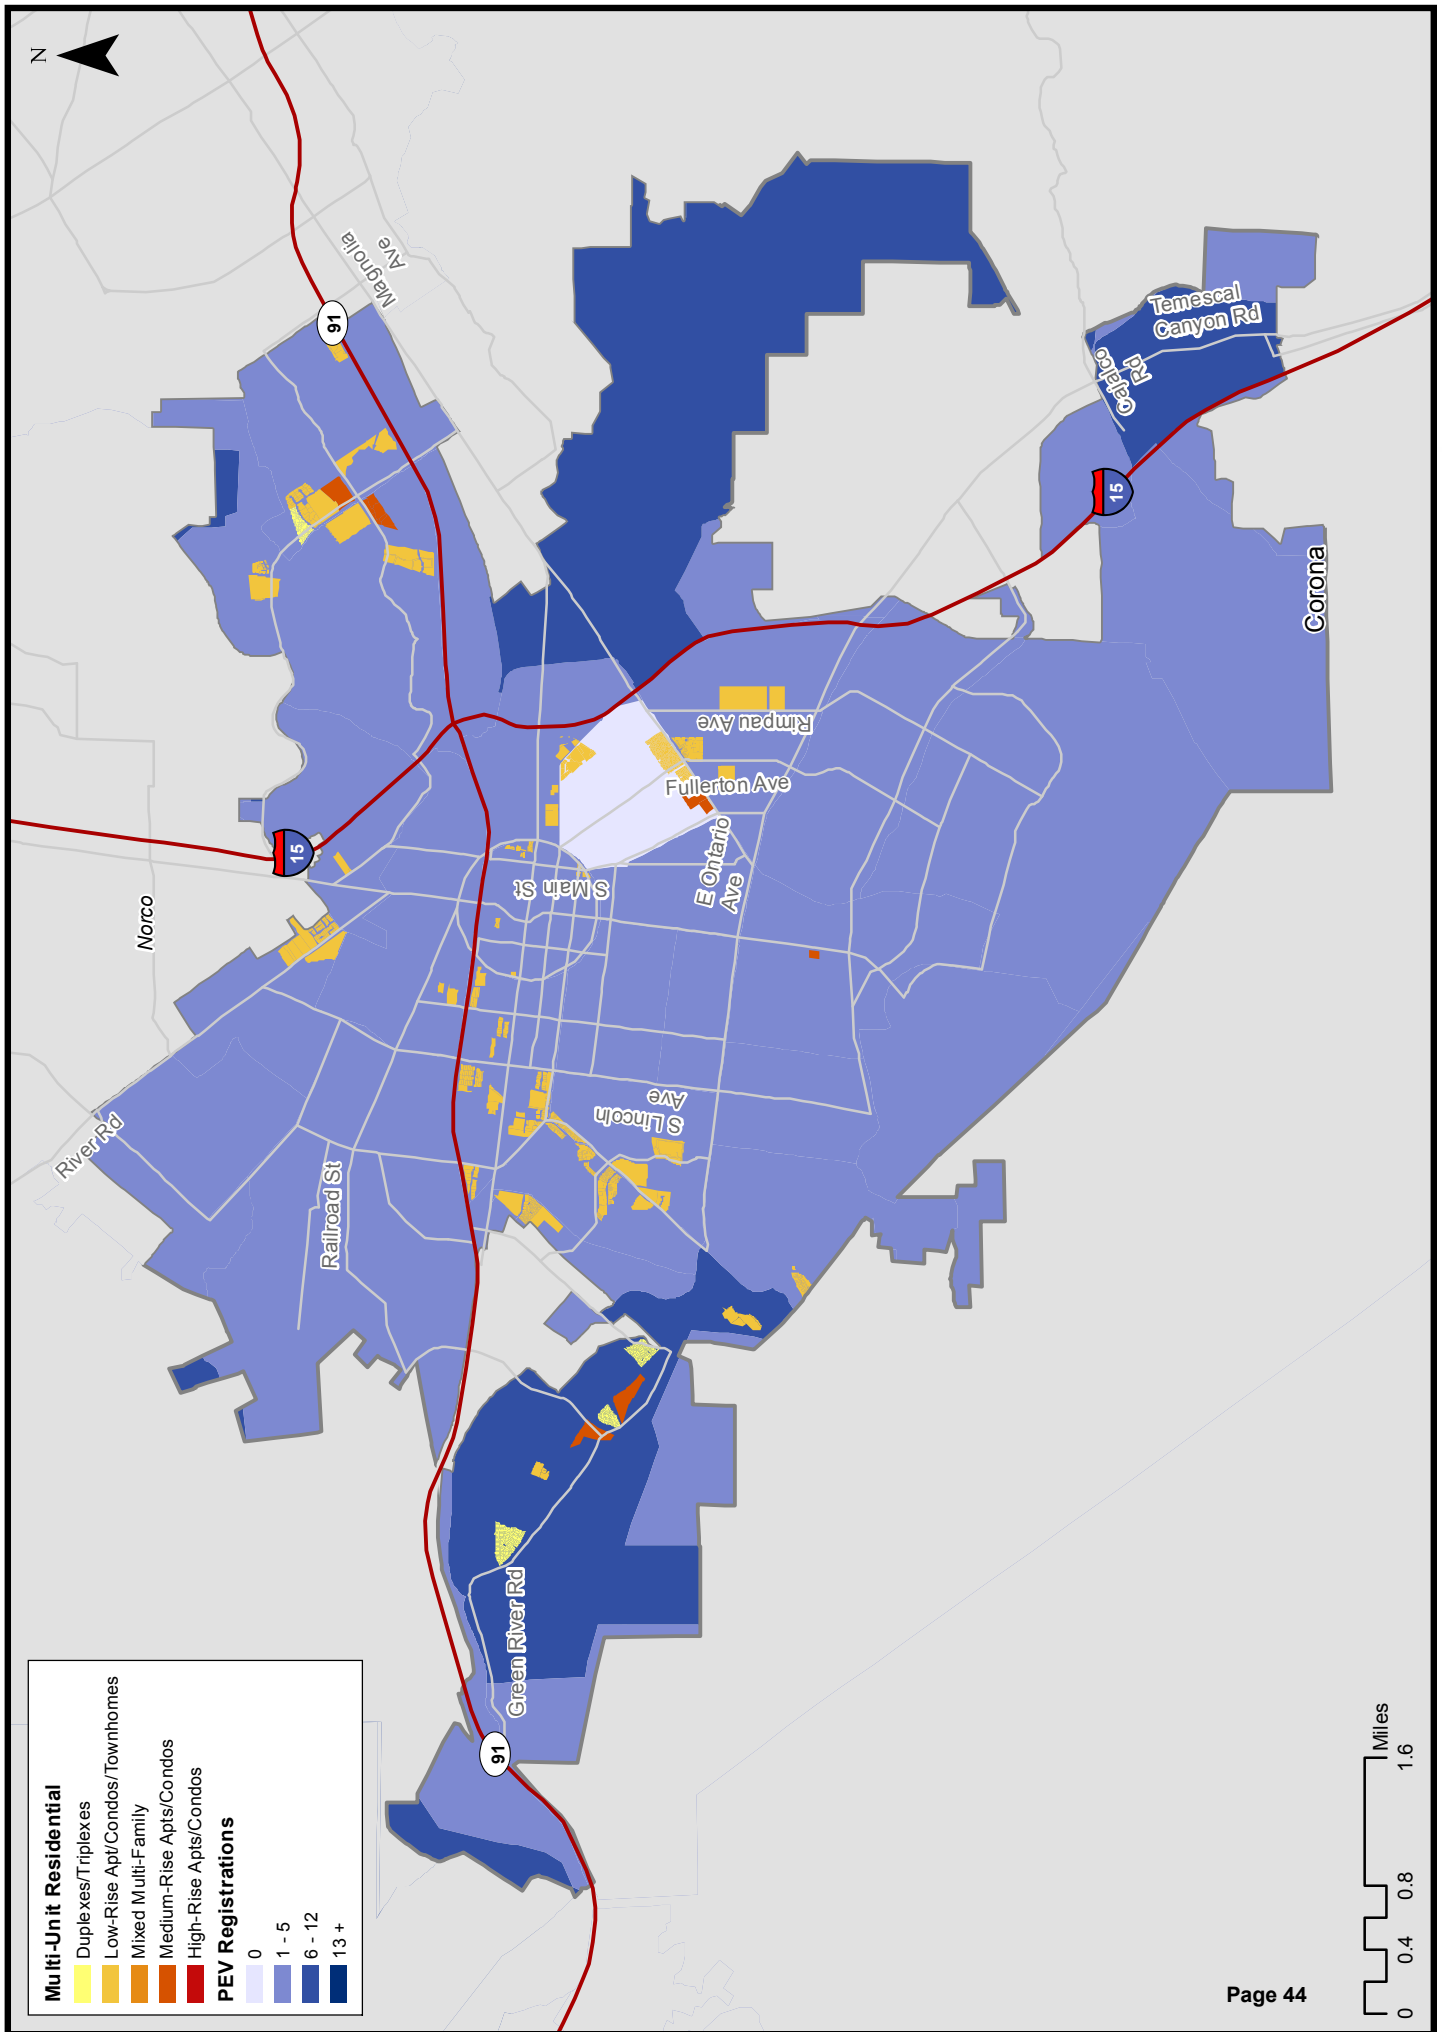 N
91
Magnolia
Ave
Norco
15
River Rd
Railroad St
S Main St
Rimpau Ave
Fullerton Ave
E Ontario
Ave
S Lincoln
Ave
Green River Rd
91
Cajalco
Rd
Temescal
Canyon Rd
15
Corona
Multi-Unit Residential
Duplexes/Triplexes
Low-Rise Apt/Condos/Townhomes
Mixed Multi-Family
Medium-Rise Apts/Condos
High-Rise Apts/Condos
PEV Registrations
0
1 - 5
6 - 12
13 +
Page 44
0 0.4 0.8 1.6
Miles